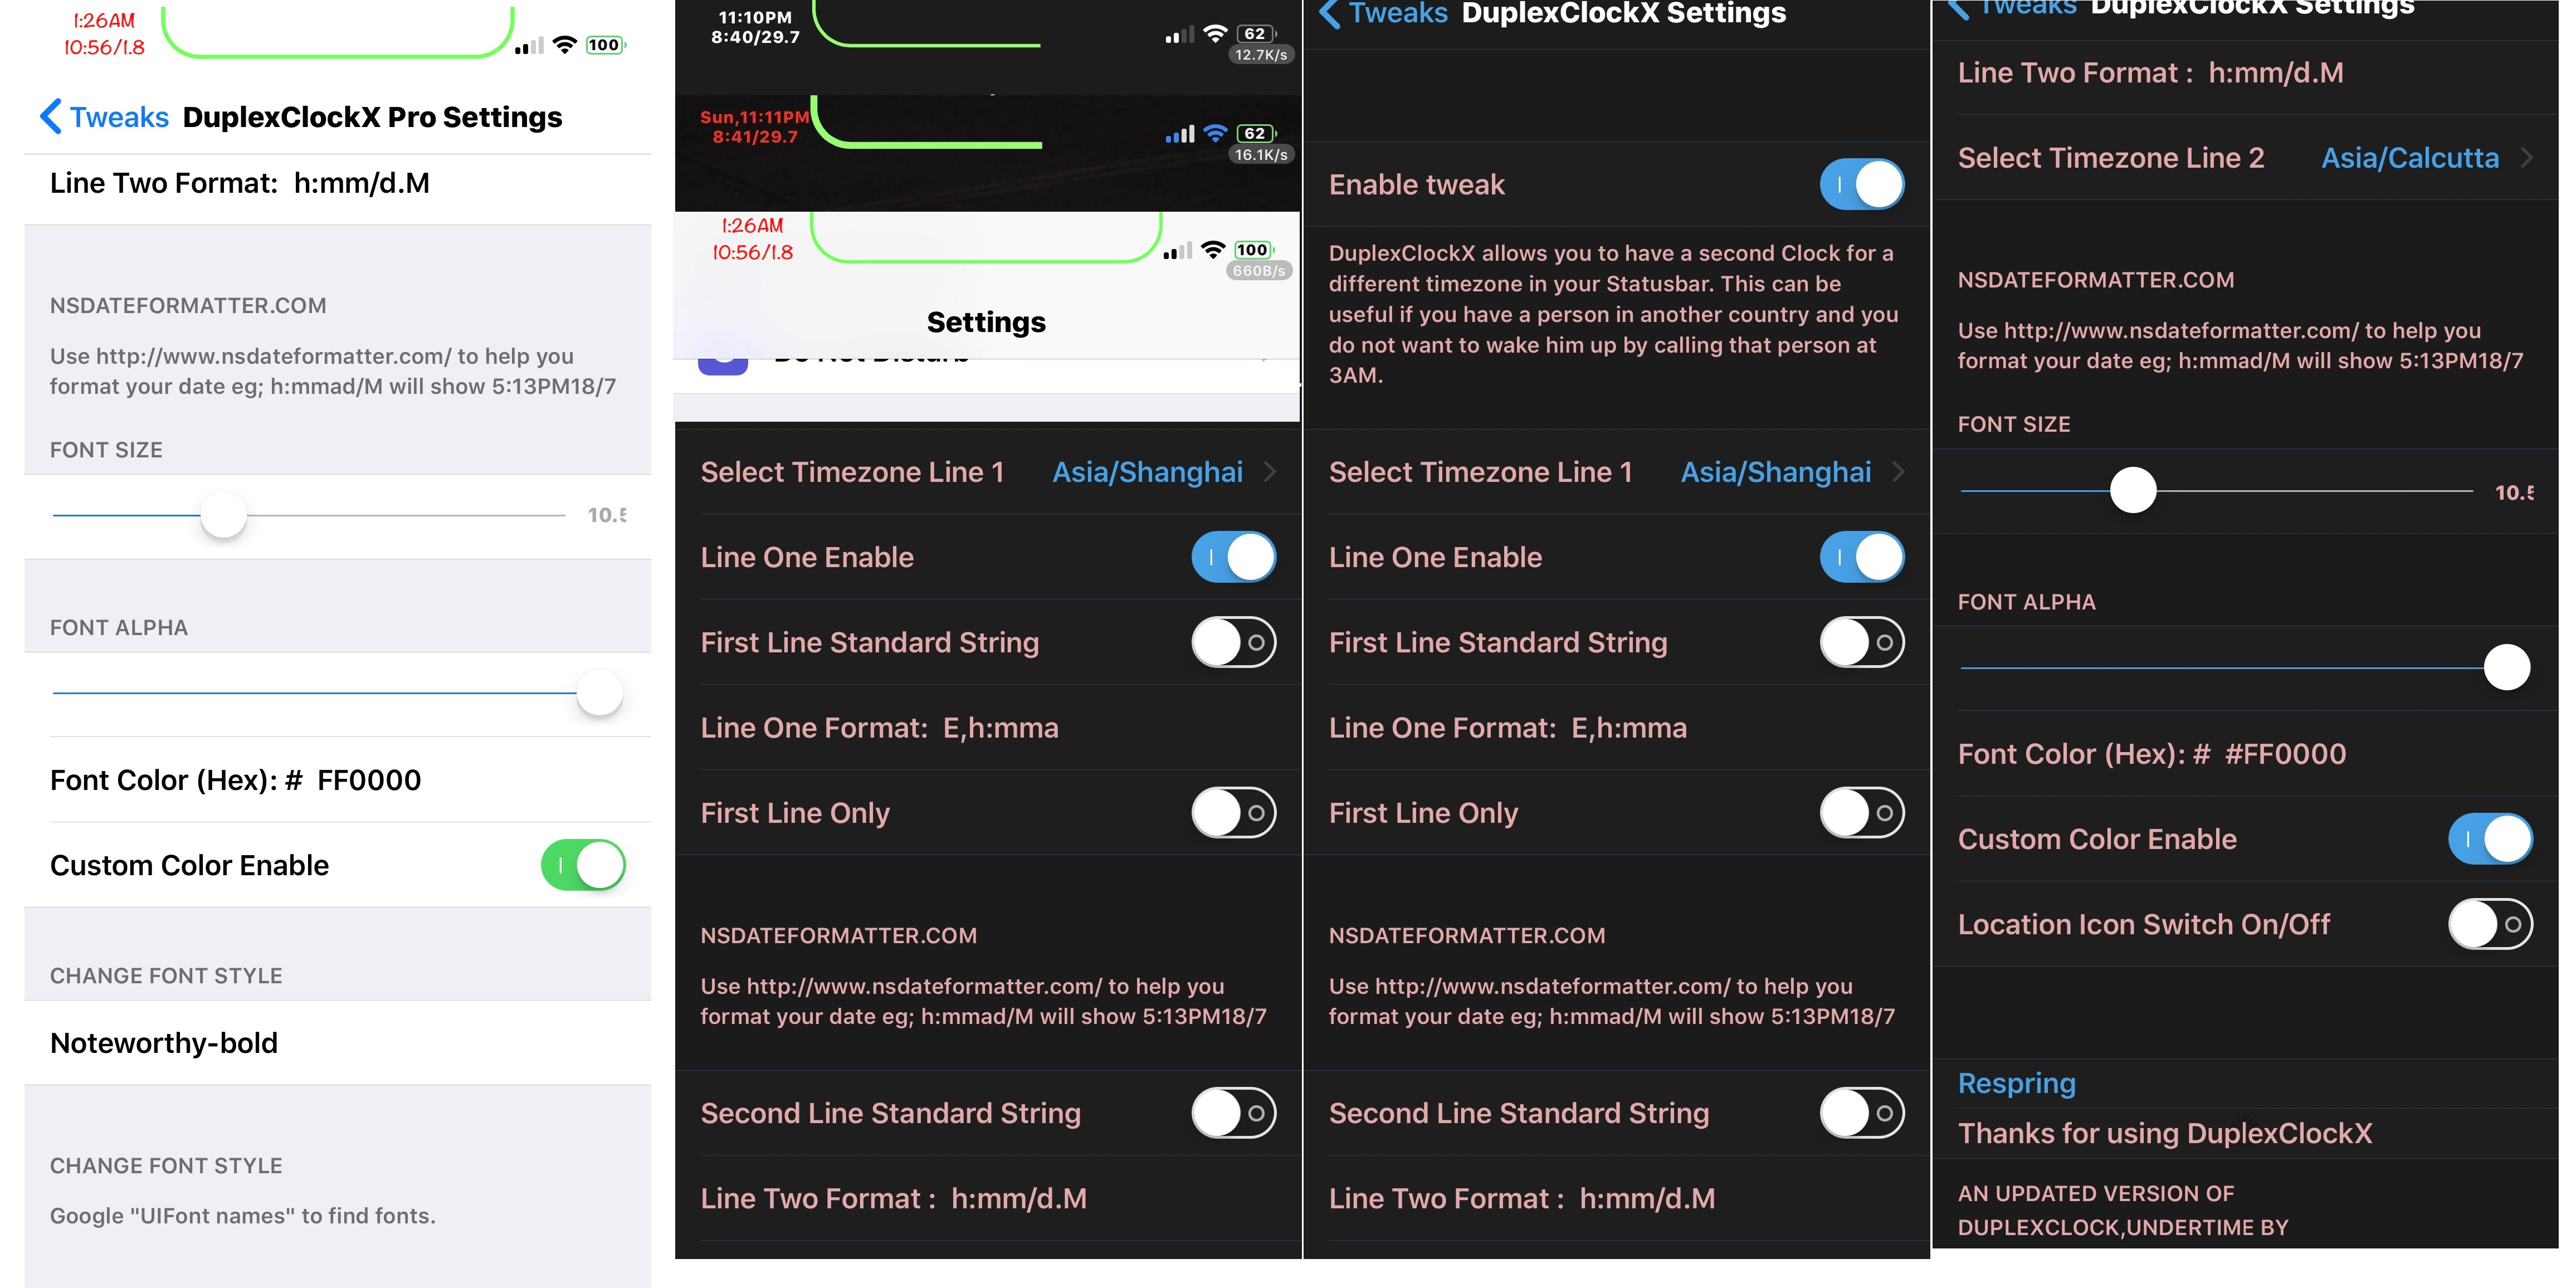 1:26AM
10:56/1.8
100
Tweaks DuplexClockX Pro Settings
Line Two Format: h:mm/d.M
NSDATEFORMATTER.COM
Use http://www.nsdateformatter.com/ to help you
format your date eg; h:mmad/M will show 5:13PM18/7
FONT SIZE
10.5
FONT ALPHA
Font Color (Hex): # FF0000
Custom Color Enable
CHANGE FONT STYLE
Noteworthy-bold
CHANGE FONT STYLE
Google "UIFont names" to find fonts.
11:10PM
8:40/29.7
62
12.7K/s
Sun,11:11PM
8:41/29.7
62
16.1K/s
1:26AM
10:56/1.8
100
660B/s
Settings
Do Not Disturb
Select Timezone Line 1 Asia/Shanghai
Line One Enable
First Line Standard String
Line One Format: E,h:mma
First Line Only
NSDATEFORMATTER.COM
Use http://www.nsdateformatter.com/ to help you
format your date eg; h:mmad/M will show 5:13PM18/7
Second Line Standard String
Line Two Format : h:mm/d.M
Tweaks DuplexClockX Settings
Enable tweak
DuplexClockX allows you to have a second Clock for a
different timezone in your Statusbar. This can be
useful if you have a person in another country and you
do not want to wake him up by calling that person at
3AM.
Select Timezone Line 1 Asia/Shanghai
Line One Enable
First Line Standard String
Line One Format: E,h:mma
First Line Only
NSDATEFORMATTER.COM
Use http://www.nsdateformatter.com/ to help you
format your date eg; h:mmad/M will show 5:13PM18/7
Second Line Standard String
Line Two Format : h:mm/d.M
Tweaks DuplexClockX Settings
Line Two Format : h:mm/d.M
Select Timezone Line 2 Asia/Calcutta
NSDATEFORMATTER.COM
Use http://www.nsdateformatter.com/ to help you
format your date eg; h:mmad/M will show 5:13PM18/7
FONT SIZE
10.5
FONT ALPHA
Font Color (Hex): # #FF0000
Custom Color Enable
Location Icon Switch On/Off
Respring
Thanks for using DuplexClockX
AN UPDATED VERSION OF
DUPLEXCLOCK,UNDERTIME BY